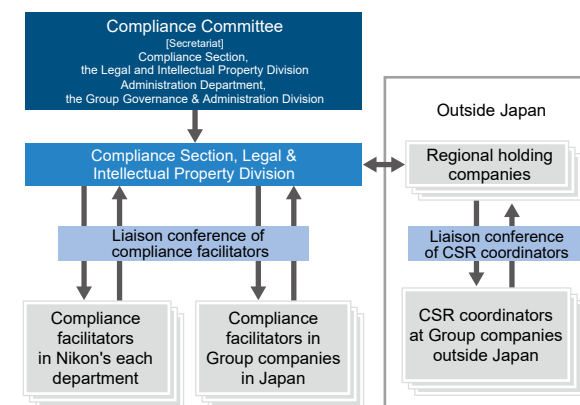 Compliance Committee
[Secretariat]
Compliance Section,
the Legal and Intellectual Property Division
Administration Department,
the Group Governance & Administration Division
Compliance Section, Legal &
Intellectual Property Division
Outside Japan
Regional holding
companies
Liaison conference of
compliance facilitators
Liaison conference
of CSR coordinators
Compliance
facilitators
in Nikon's each
department
Compliance
facilitators in
Group companies
in Japan
CSR coordinators
at Group companies
outside Japan